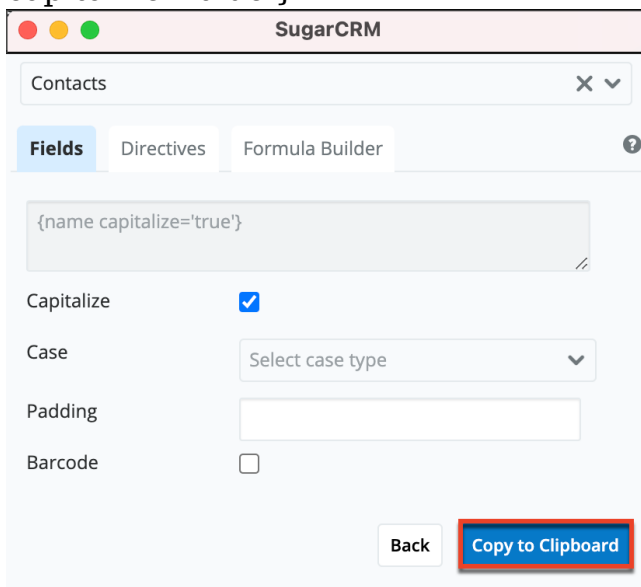 SugarCRM
Contacts
Fields Directives Formula Builder
{name capitalize='true'}
Capitalize
Case Select case type
Padding
Barcode
Back Copy to Clipboard